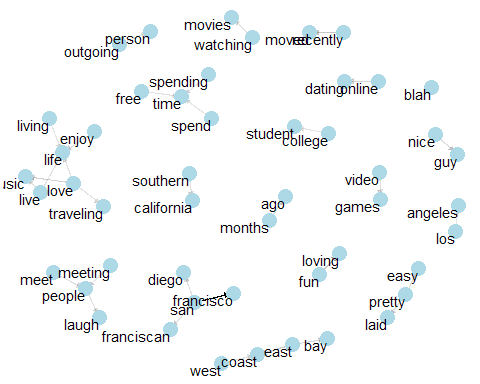 movies
person
outgoing
watching
moved
recently
spending
free
time
dating
online
blah
living
enjoy
spend
student
college
nice
life
guy
usic
love
live
southern
video
traveling
california
ago
games
angeles
months
los
meet
meeting
diego
loving
easy
people
francisco
fun
san
pretty
laugh
franciscan
laid
west
coast
east
bay